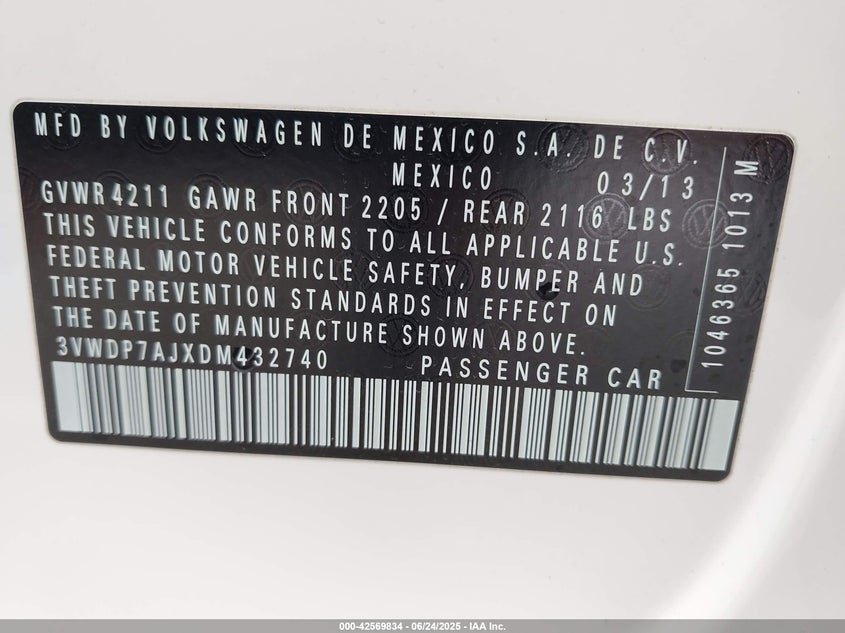 MFD BY VOLKSWAGEN DE MEXICO S.A. DE C.V.
MEXICO 03/13
GVWR 4211 GAWR FRONT 2205 / REAR 2116 LBS
THIS VEHICLE CONFORMS TO ALL APPLICABLE U.S.
FEDERAL MOTOR VEHICLE SAFETY, BUMPER AND
THEFT PREVENTION STANDARDS IN EFFECT ON
THE DATE OF MANUFACTURE SHOWN ABOVE.
3VWDP7AJXDM432740 PASSENGER CAR
1046365 1013 M
000-42569834 - 06/24/2025 - IAA Inc.